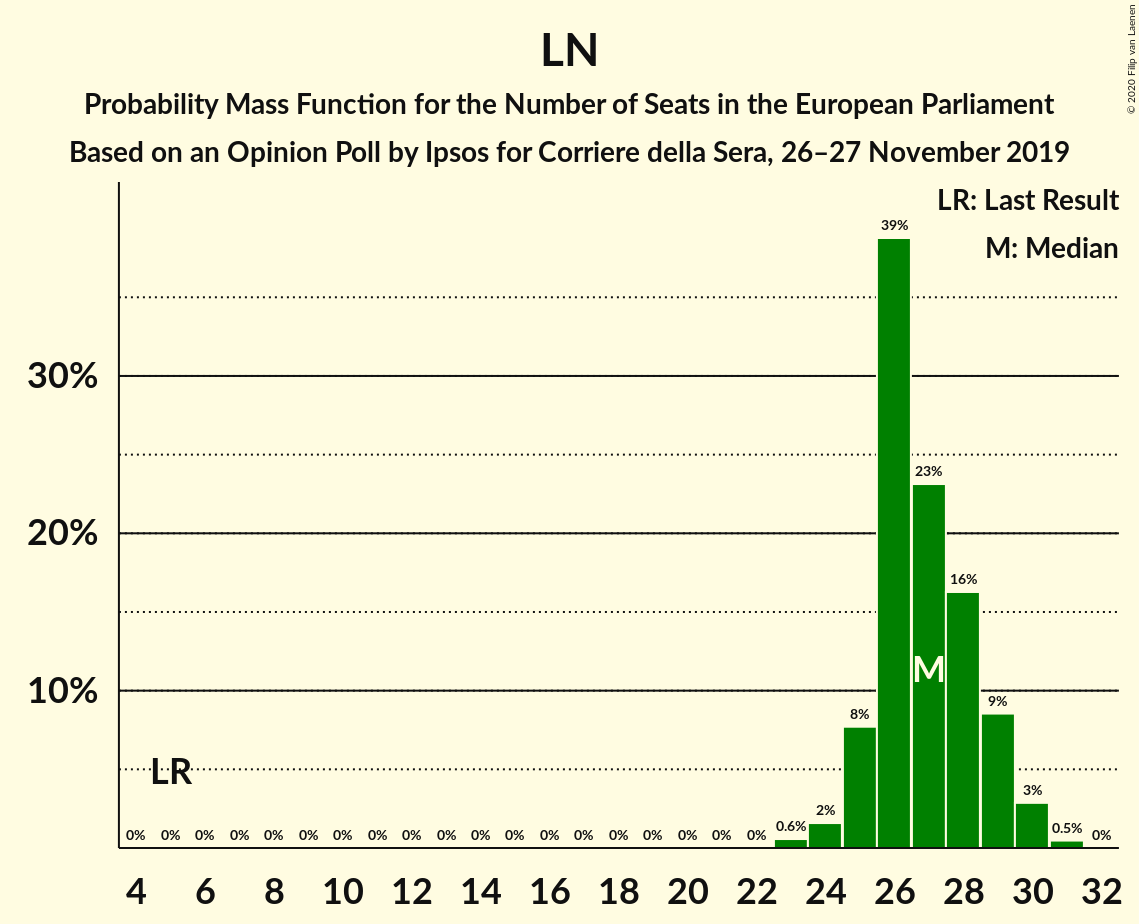 LN
Probability Mass Function for the Number of Seats in the European Parliament
Based on an Opinion Poll by Ipsos for Corriere della Sera, 26–27 November 2019
© 2020 Filip van Laenen
LR: Last Result
M: Median
39%
30%
23%
20%
16%
M
10%
9%
8%
LR
3%
2%
0% 0% 0% 0% 0% 0% 0% 0% 0% 0% 0% 0% 0% 0% 0% 0% 0% 0% 0% 0.6% 0.5% 0%
4 6 8 10 12 14 16 18 20 22 24 26 28 30 32